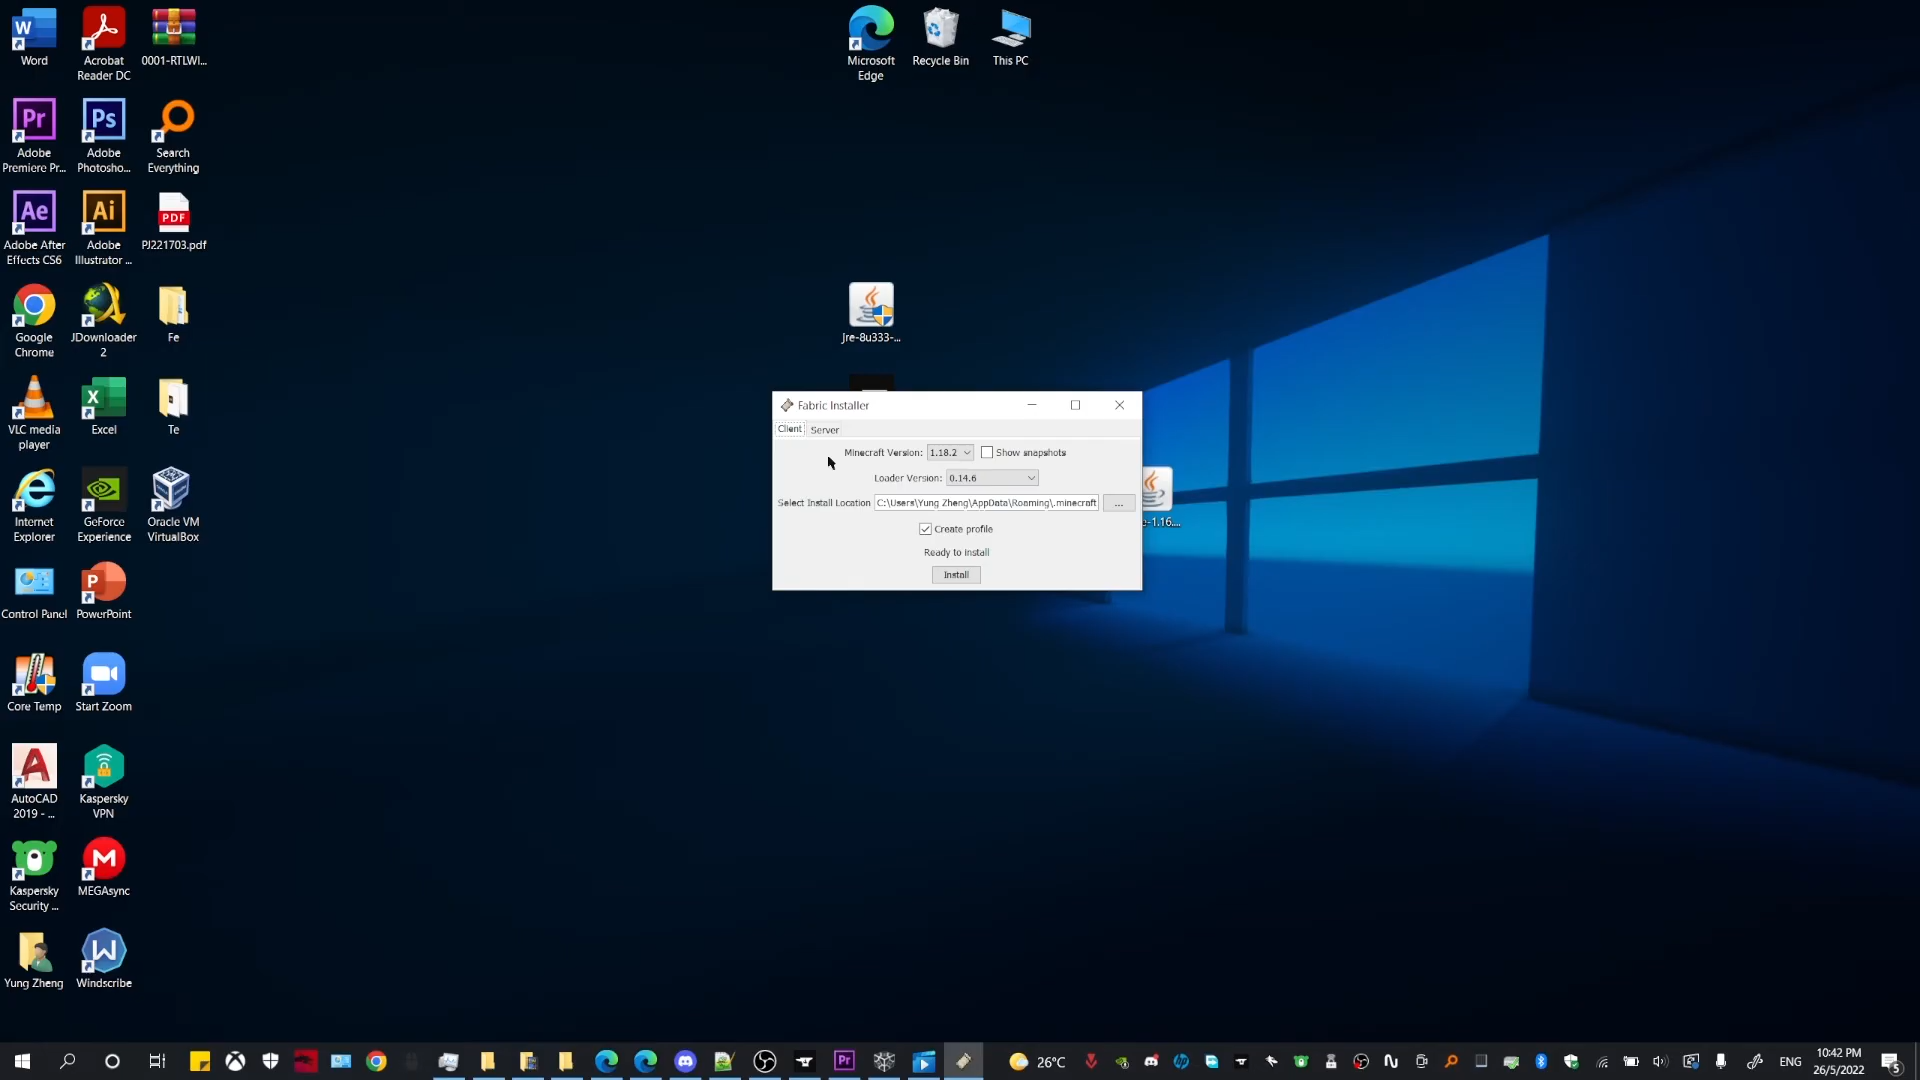 Word
Acrobat
Reader DC
0001-RTLWI...
Microsoft
Edge
Recycle Bin
This PC
Adobe
Premiere Pr...
Adobe
Photosho...
Search
Everything
Adobe After
Effects CS6
Adobe
Illustrator ...
PDF
PJ221703.pdf
Google
Chrome
JDownloader
2
Fe
Jre-8u333-...
VLC media
player
Excel
Te
Fabric Installer
Client
Server
Minecraft Version:
1.18.2
Show snapshots
Loader Version:
0.14.6
Select Install Location
C:\Users\Yung Zheng\AppData\Roaming\.minecraft
...
Create profile
Ready to install
Install
e-1.16....
Internet
Explorer
GeForce
Experience
Oracle VM
VirtualBox
Control Panel
PowerPoint
Core Temp
Start Zoom
AutoCAD
2019 - ...
Kaspersky
VPN
Kaspersky
Security ...
MEGAsync
Yung Zheng
Windscribe
26°C
ENG
10:42 PM
26/5/2022
5